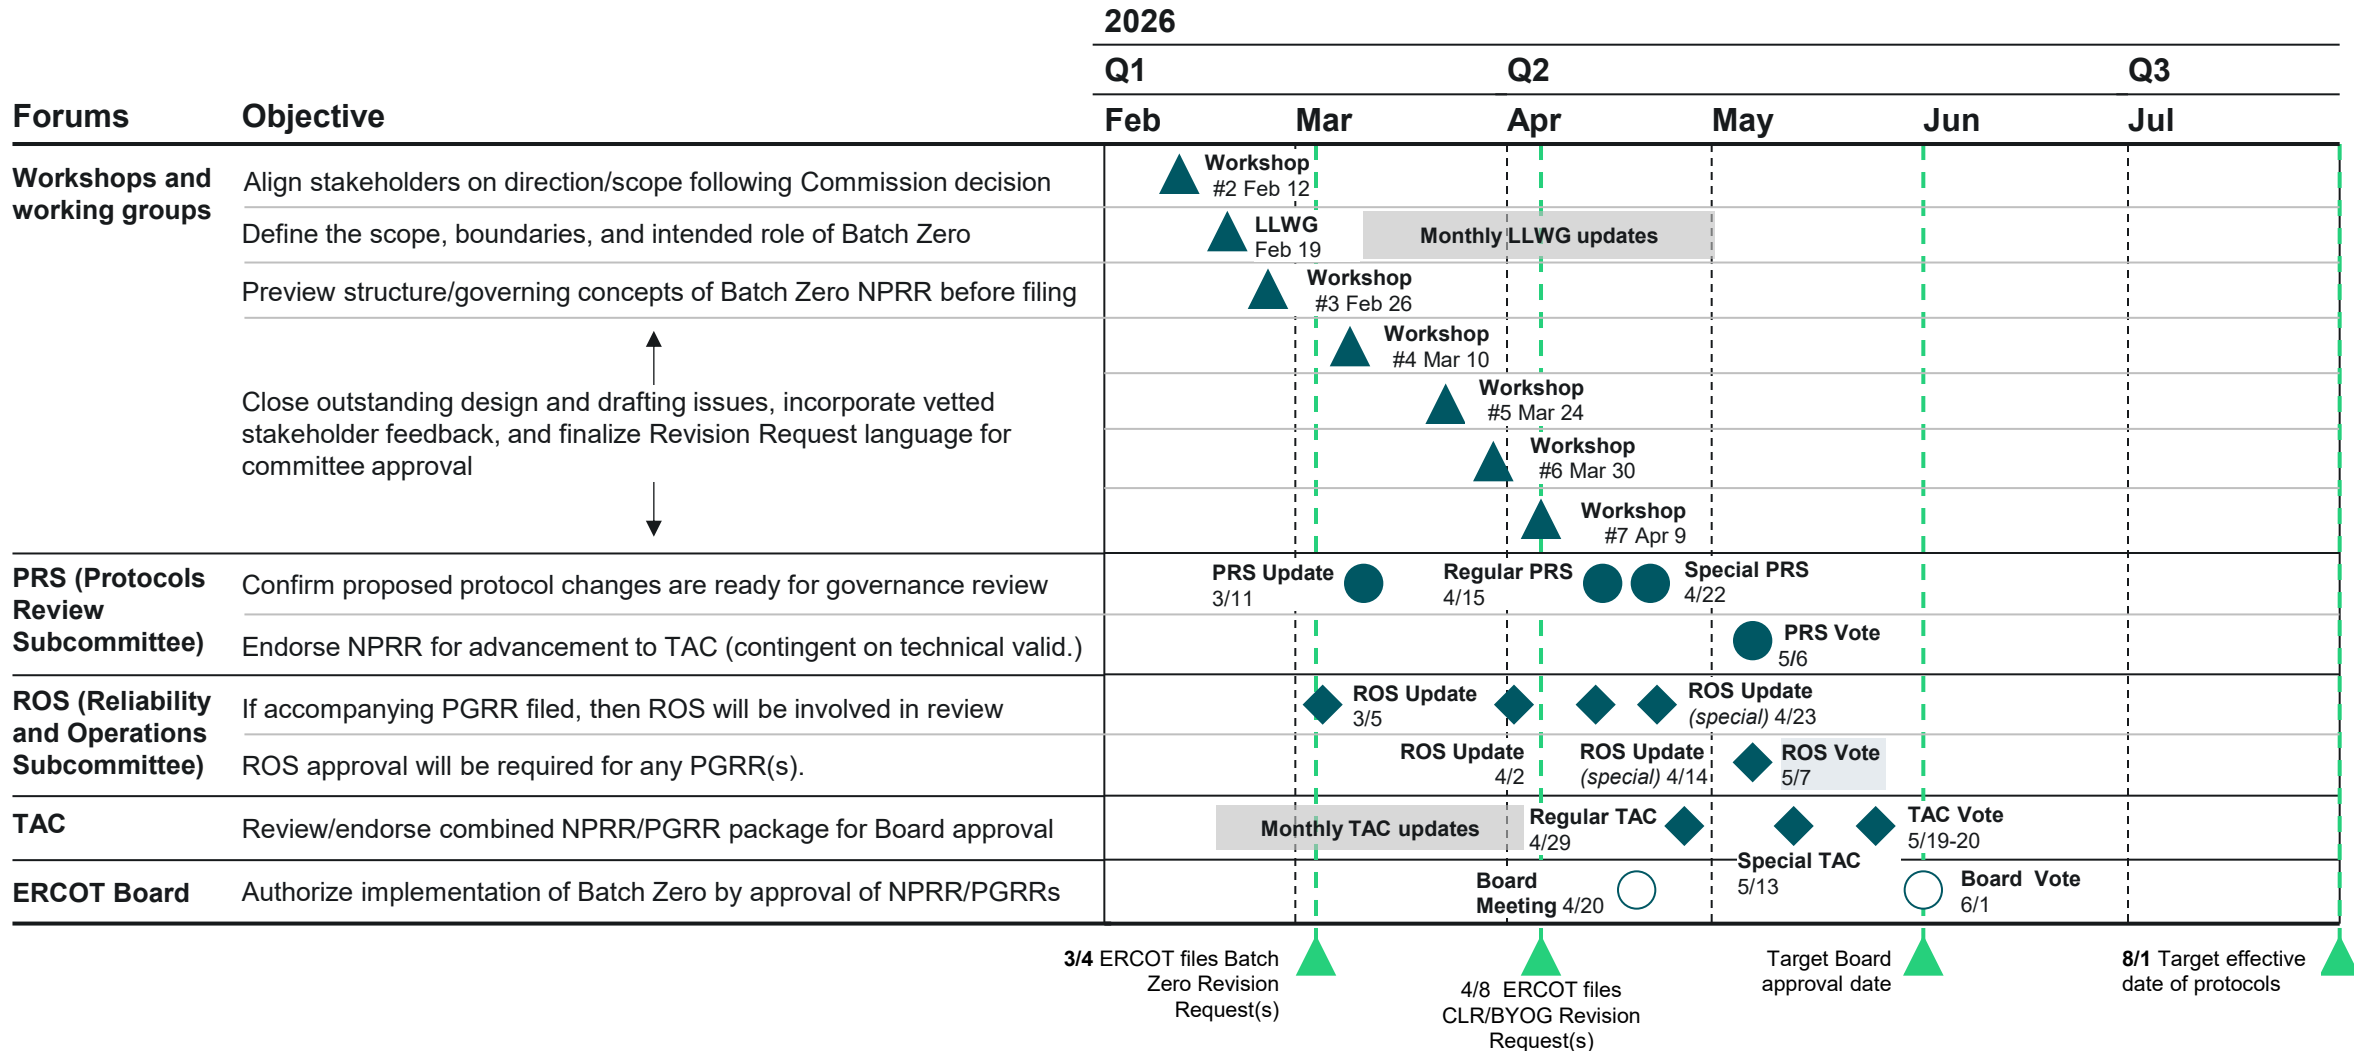 2026
Q1 Q2 Q3
Forums Objective Feb Mar Apr May Jun Jul
Workshops and
working groups
Align stakeholders on direction/scope following Commission decision
Workshop
#2 Feb 12
Define the scope, boundaries, and intended role of Batch Zero
LLWG
Feb 19
Monthly LLWG updates
Preview structure/governing concepts of Batch Zero NPRR before filing
Workshop
#3 Feb 26
Workshop
#4 Mar 10
Close outstanding design and drafting issues, incorporate vetted
stakeholder feedback, and finalize Revision Request language for
committee approval
Workshop
#5 Mar 24
Workshop
#6 Mar 30
Workshop
#7 Apr 9
PRS (Protocols
Review
Subcommittee)
Confirm proposed protocol changes are ready for governance review
PRS Update
3/11
Regular PRS
4/15
Special PRS
4/22
Endorse NPRR for advancement to TAC (contingent on technical valid.)
PRS Vote
5/6
ROS (Reliability
and Operations
Subcommittee)
If accompanying PGRR filed, then ROS will be involved in review
ROS Update
3/5
ROS Update
(special) 4/23
ROS approval will be required for any PGRR(s).
ROS Update
4/2
ROS Update
(special) 4/14
ROS Vote
5/7
TAC
Review/endorse combined NPRR/PGRR package for Board approval
Monthly TAC updates
Regular TAC
4/29
TAC Vote
5/19-20
Special TAC
5/13
ERCOT Board
Authorize implementation of Batch Zero by approval of NPRR/PGRRs
Board
Meeting 4/20
Board Vote
6/1
3/4 ERCOT files Batch
Zero Revision
Request(s)
4/8 ERCOT files
CLR/BYOG Revision
Request(s)
Target Board
approval date
8/1 Target effective
date of protocols